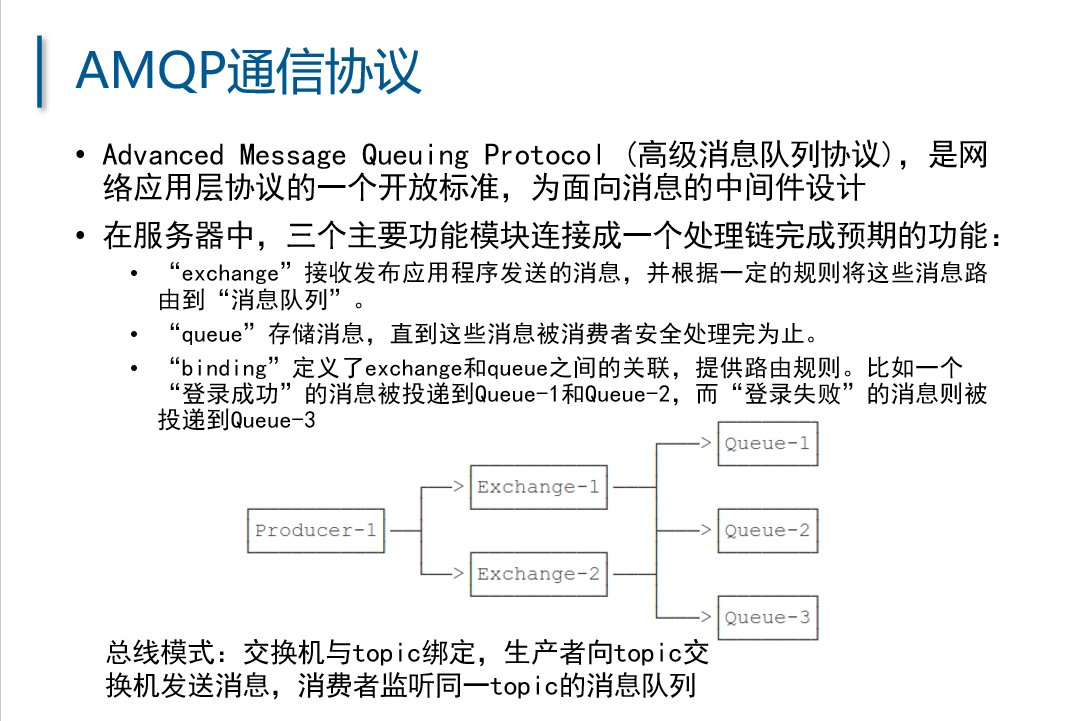 AMQP通信协议
• Advanced Message Queuing Protocol (高级消息队列协议)，是网
络应用层协议的一个开放标准，为面向消息的中间件设计
• 在服务器中，三个主要功能模块连接成一个处理链完成预期的功能：
• “exchange”接收发布应用程序发送的消息，并根据一定的规则将这些消息路
由到“消息队列”。
• “queue”存储消息，直到这些消息被消费者安全处理完为止。
• “binding”定义了exchange和queue之间的关联，提供路由规则。比如一个
“登录成功”的消息被投递到Queue-1和Queue-2，而“登录失败”的消息则被
投递到Queue-3
Queue-1
Exchange-1
Producer-1
Queue-2
Exchange-2
Queue-3
总线模式：交换机与topic绑定，生产者向topic交
换机发送消息，消费者监听同一topic的消息队列